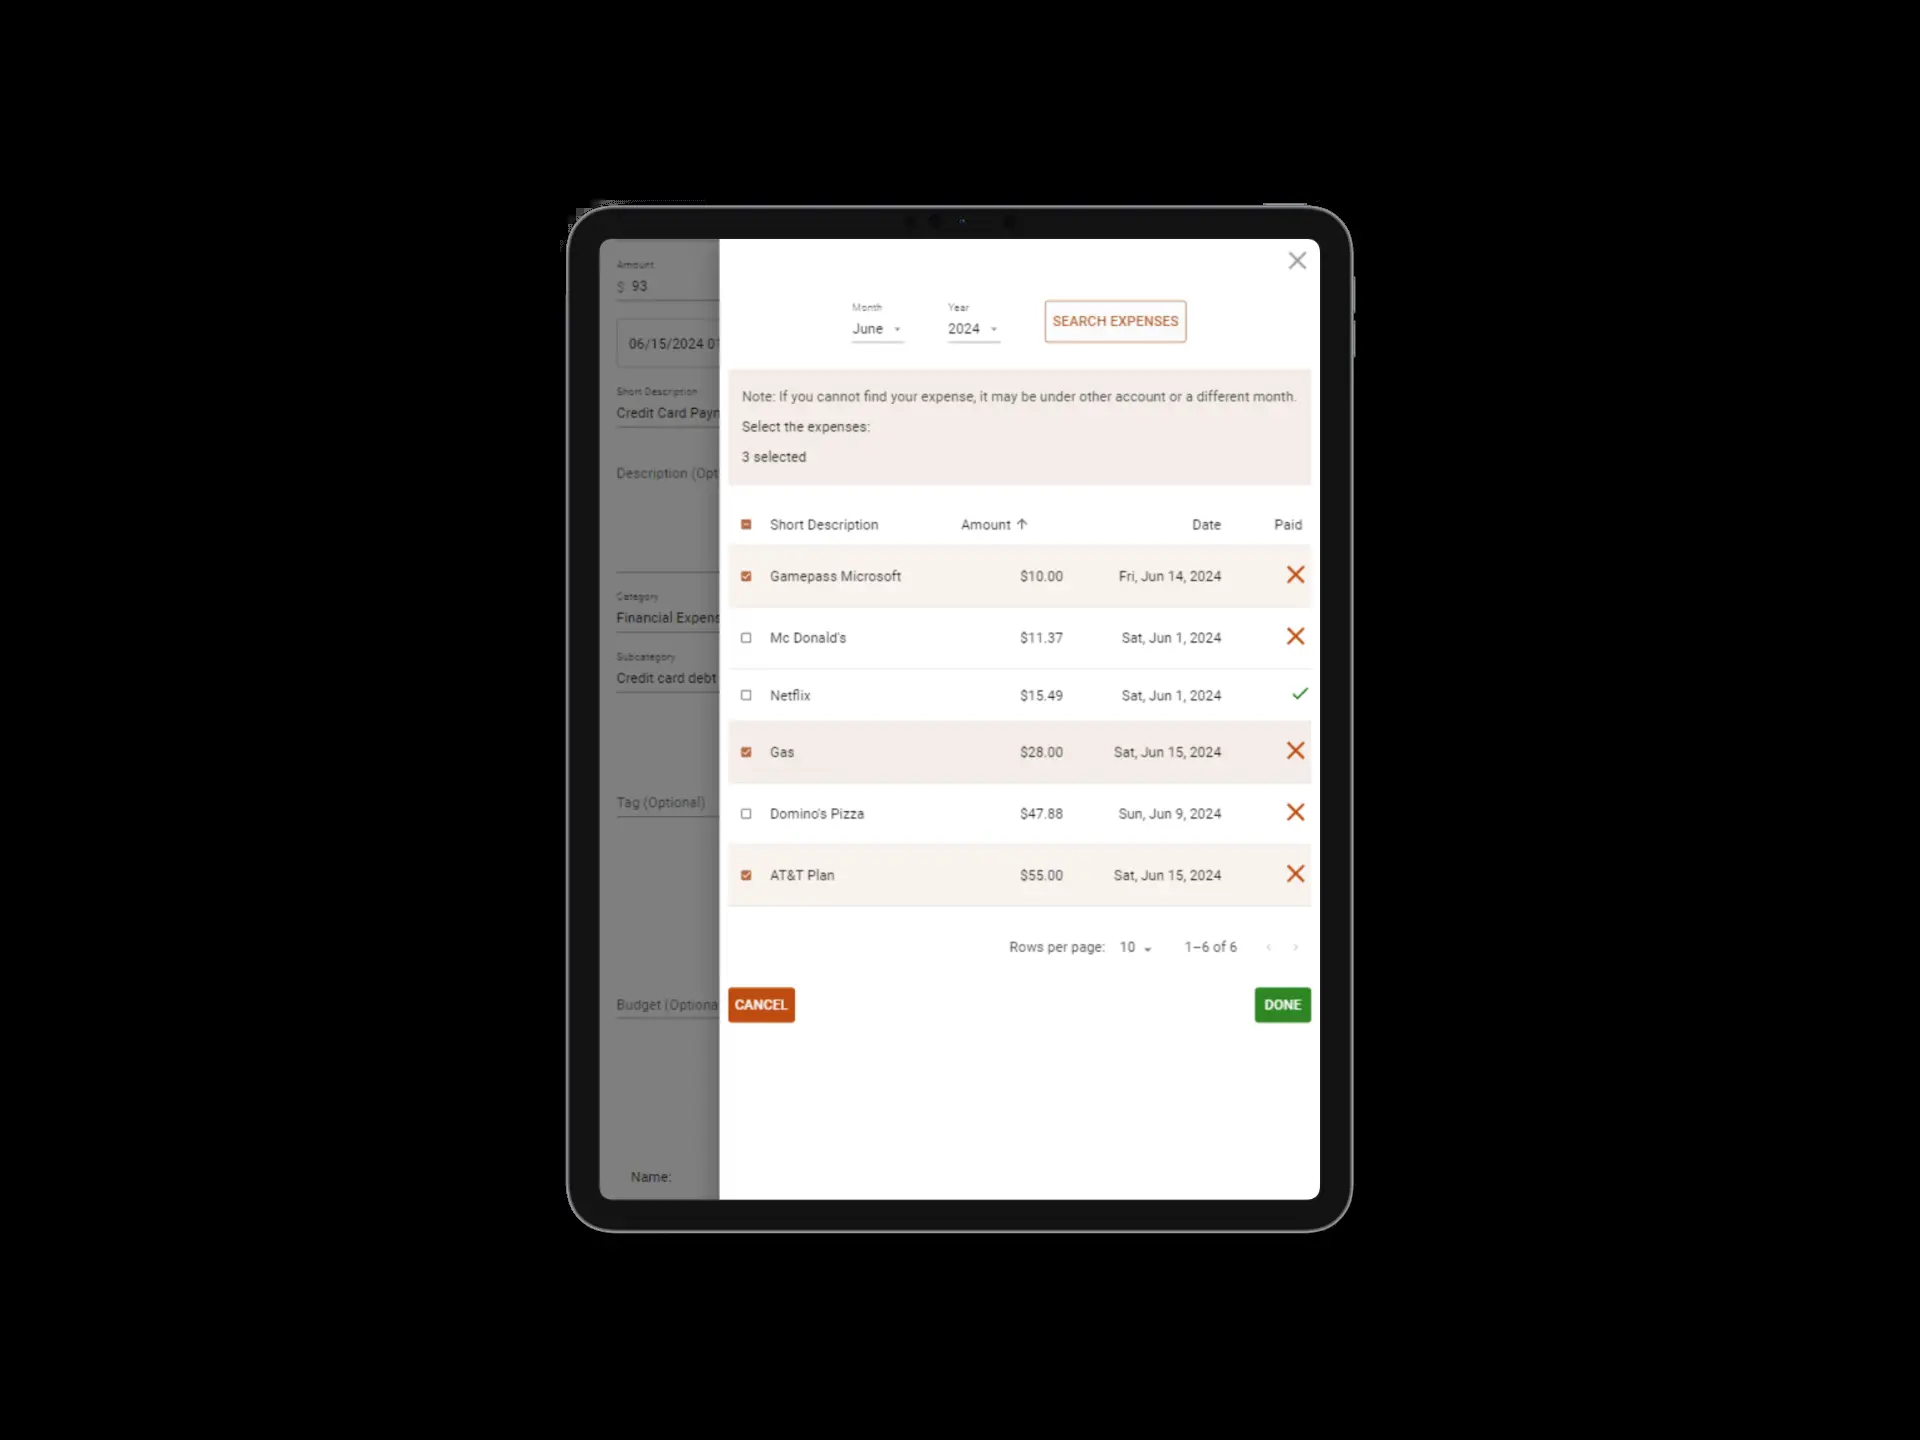 Amount
$ 93
06/15/2024 0
Short Description
Credit Card Payn
Description (Opt
Category
Financial Expens
Subcategory
Credit card debt
Tag (Optional)
Budget (Optiona
Name:
Month
June
Year
2024
SEARCH EXPENSES
Note: If you cannot find your expense, it may be under other account or a different month.
Select the expenses:
3 selected
Short Description Amount ↑ Date Paid
Gamepass Microsoft $10.00 Fri, Jun 14, 2024
Mc Donald's $11.37 Sat, Jun 1, 2024
Netflix $15.49 Sat, Jun 1, 2024
Gas $28.00 Sat, Jun 15, 2024
Domino's Pizza $47.88 Sun, Jun 9, 2024
AT&T Plan $55.00 Sat, Jun 15, 2024
Rows per page: 10 1–6 of 6
CANCEL
DONE